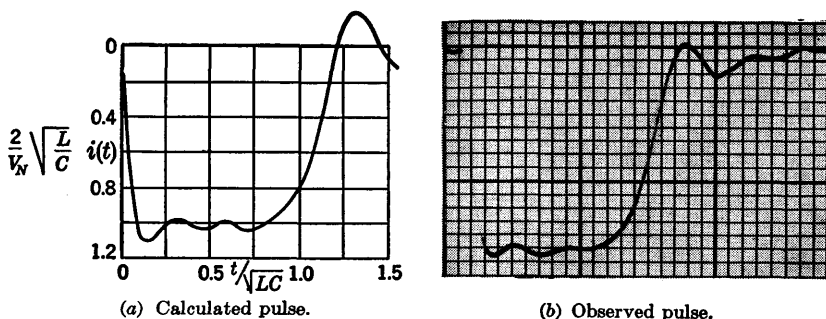 0
0.4
2/V_N √L/C i(t)
0.8
1.2
0 0.5 t/√LC 1.0 1.5
(a) Calculated pulse.
(b) Observed pulse.